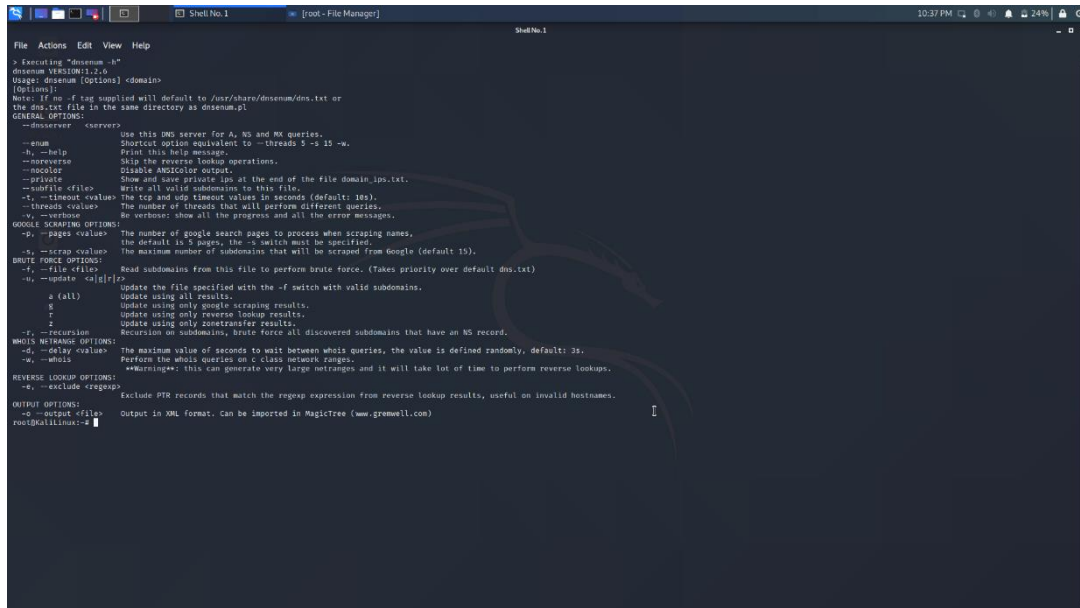 Shell No. 1
[root - File Manager]
10:37 PM
24%
Shell No. 1
File Actions Edit View Help
> Executing "dnsenum -h"
dnsenum VERSION:1.2.6
Usage: dnsenum [Options] <domain>
[Options]:
Note: If no -f tag supplied will default to /usr/share/dnsenum/dns.txt or
the dns.txt file in the same directory as dnsenum.pl
GENERAL OPTIONS:
--dnsserver <server>
Use this DNS server for A, NS and MX queries.
--enum Shortcut option equivalent to --threads 5 -s 15 -w.
-h, --help Print this help message.
--noreverse Skip the reverse lookup operations.
--nocolor Disable ANSIColor output.
--private Show and save private ips at the end of the file domain_ips.txt.
--subfile <file> Write all valid subdomains to this file.
-t, --timeout <value> The tcp and udp timeout values in seconds (default: 10s).
--threads <value> The number of threads that will perform different queries.
-v, --verbose Be verbose: show all the progress and all the error messages.
GOOGLE SCRAPING OPTIONS:
-p, --pages <value> The number of google search pages to process when scraping names,
the default is 5 pages, the -s switch must be specified.
-s, --scrap <value> The maximum number of subdomains that will be scraped from Google (default 15).
BRUTE FORCE OPTIONS:
-f, --file <file> Read subdomains from this file to perform brute force. (Takes priority over default dns.txt)
-u, --update <a|g|r|z>
Update the file specified with the -f switch with valid subdomains.
a (all) Update using all results.
g Update using only google scraping results.
r Update using only reverse lookup results.
z Update using only zonetransfer results.
-r, --recursion Recursion on subdomains, brute force all discovered subdomains that have an NS record.
WHOIS NETRANGE OPTIONS:
-d, --delay <value> The maximum value of seconds to wait between whois queries, the value is defined randomly, default: 3s.
-w, --whois Perform the whois queries on c class network ranges.
**Warning**: this can generate very large netranges and it will take lot of time to perform reverse lookups.
REVERSE LOOKUP OPTIONS:
-e, --exclude <regexp>
Exclude PTR records that match the regexp expression from reverse lookup results, useful on invalid hostnames.
OUTPUT OPTIONS:
-o --output <file> Output in XML format. Can be imported in MagicTree (www.gremwell.com)
root@KaliLinux:~#